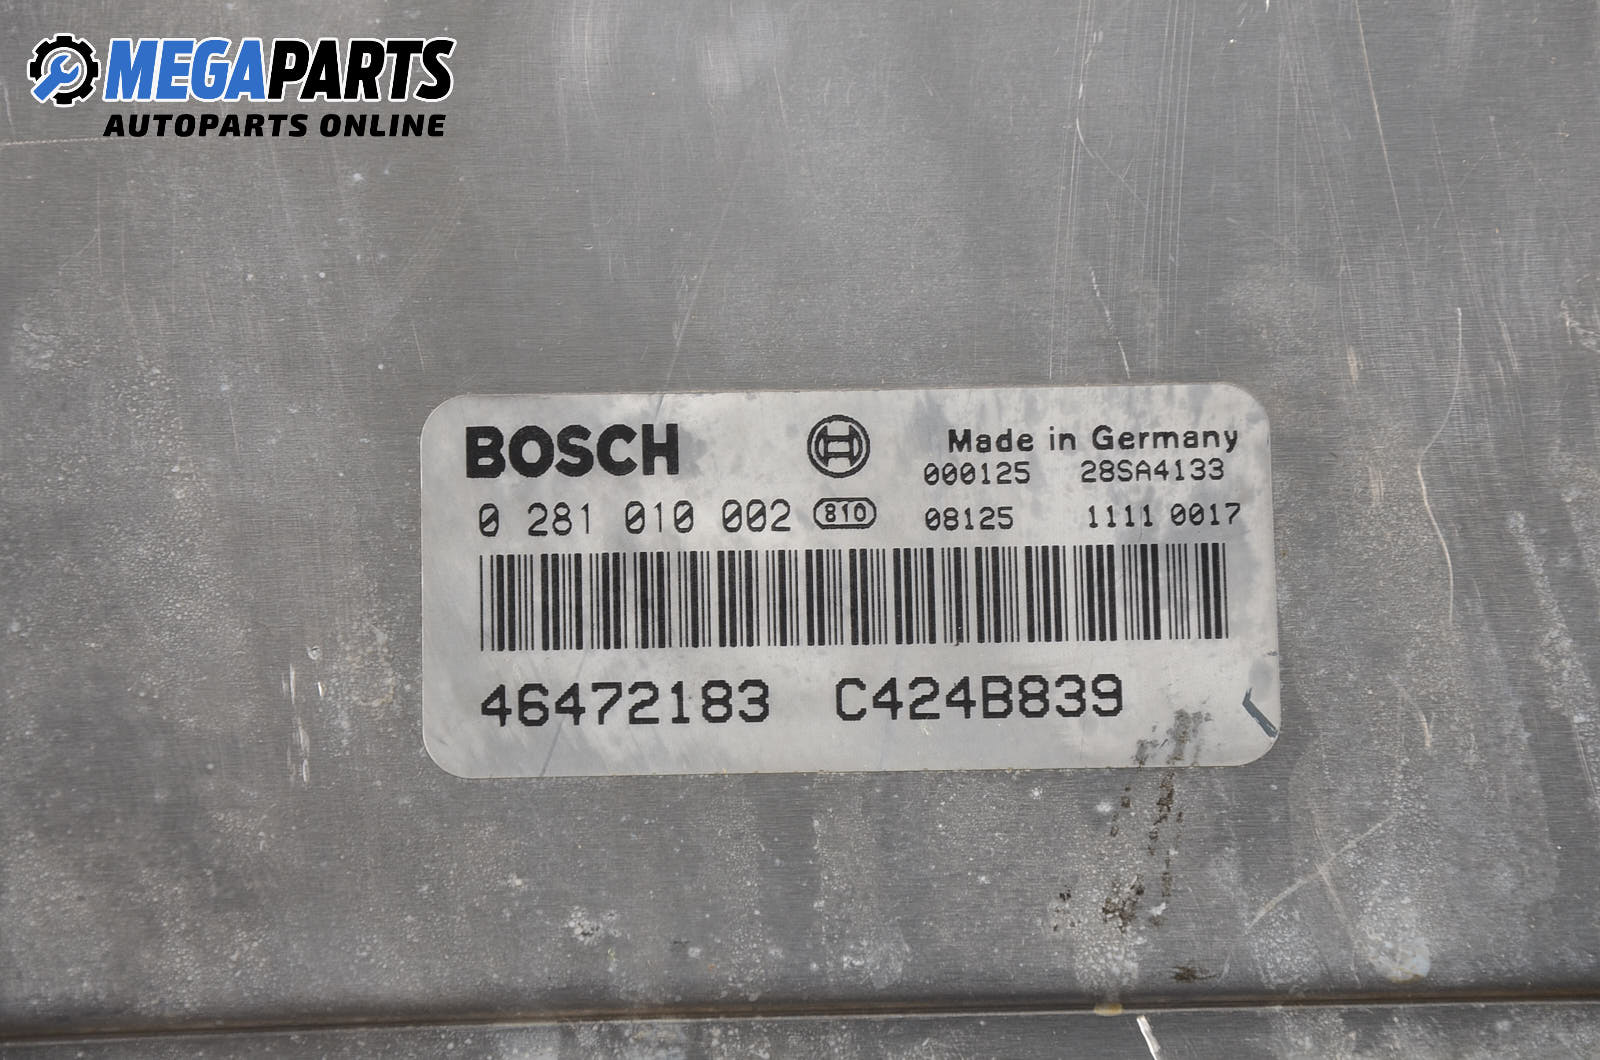 MEGAPARTS
AUTOPARTS ONLINE
BOSCH
Made in Germany
000125 28SA4133
0 281 010 002 810 08125 1111 0017
46472183 C424B839